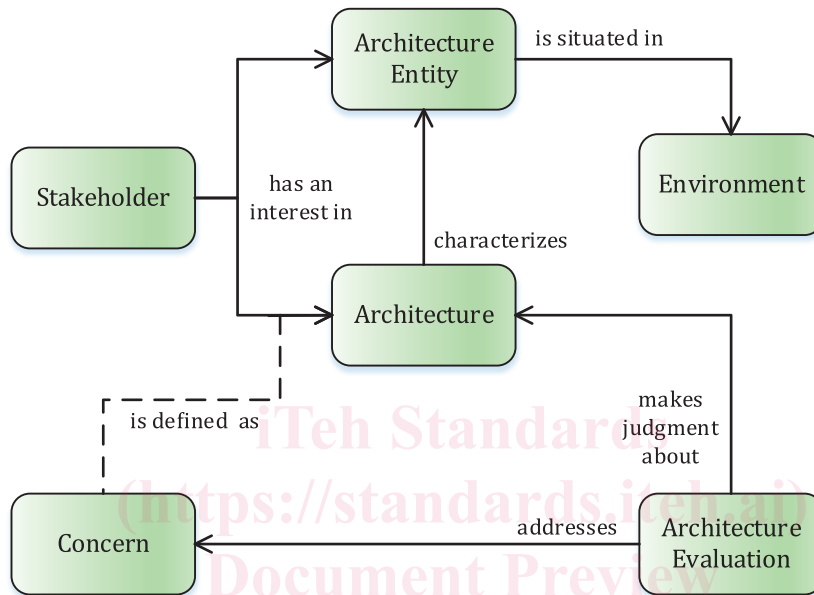 Architecture
Entity
is situated in
Stakeholder
has an
interest in
Environment
characterizes
Architecture
is defined  as
makes
judgment
about
iTeh Standards
(https://standards.iteh.ai)
Document Preview
Concern
addresses
Architecture
Evaluation